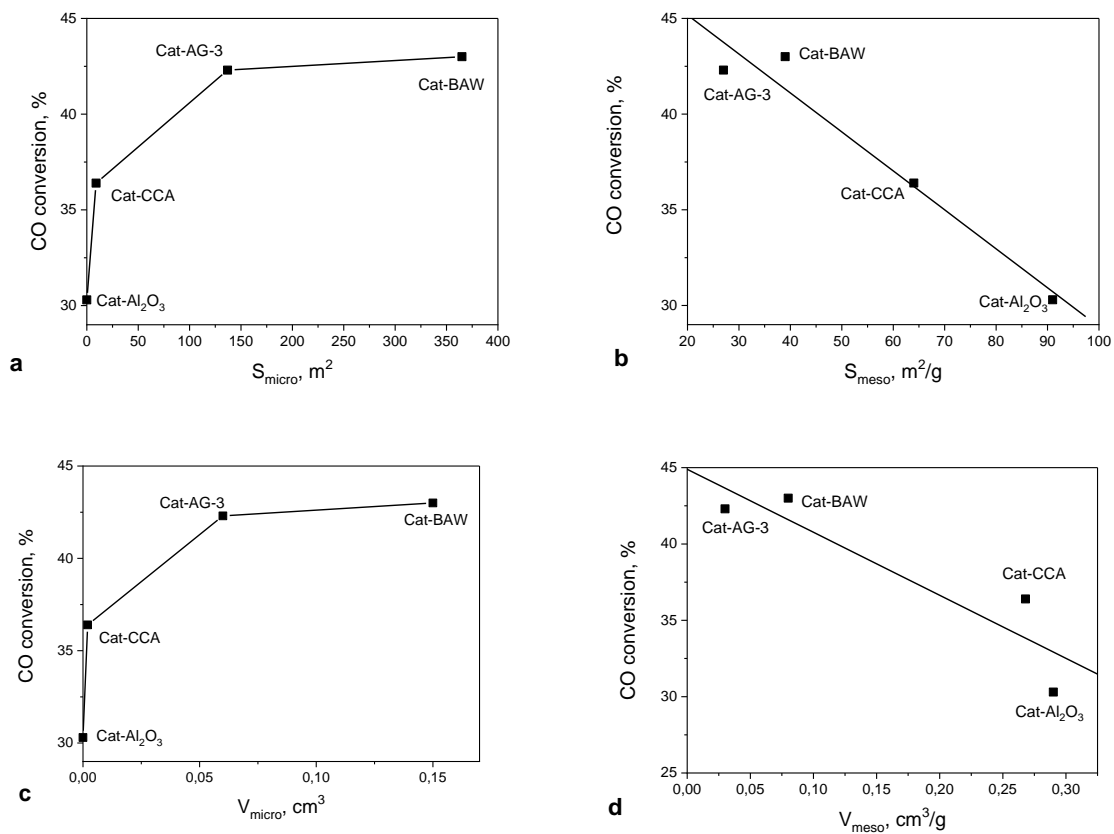 45
40
35
30
CO conversion, %
Cat-AG-3
Cat-BAW
Cat-CCA
Cat-Al₂O₃
0 50 100 150 200 250 300 350 400
S_micro, m²
a
45
40
35
30
CO conversion, %
Cat-BAW
Cat-AG-3
Cat-CCA
Cat-Al₂O₃
20 30 40 50 60 70 80 90 100
S_meso, m²/g
b
45
40
35
30
CO conversion, %
Cat-AG-3
Cat-BAW
Cat-CCA
Cat-Al₂O₃
0,00 0,05 0,10 0,15
V_micro, cm³
c
45
40
35
30
25
CO conversion, %
Cat-BAW
Cat-AG-3
Cat-CCA
Cat-Al₂O₃
0,00 0,05 0,10 0,15 0,20 0,25 0,30
V_meso, cm³/g
d